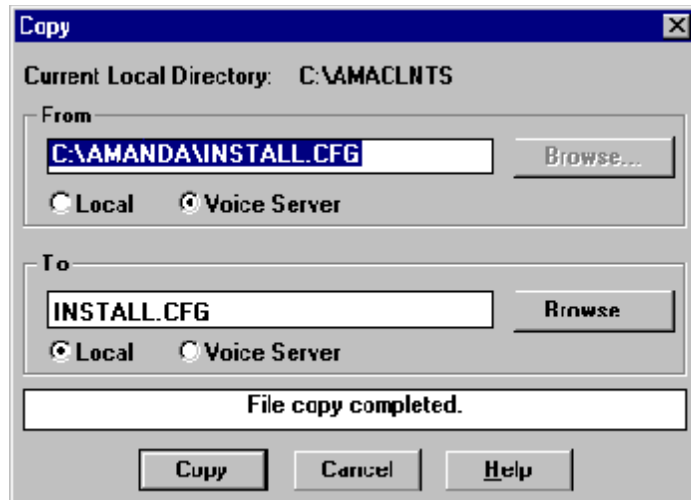 Copy
Current Local Directory: C:\AMACLNTS
From
C:\AMANDA\INSTALL.CFG
Browse...
Local Voice Server
To
INSTALL.CFG
Browse
Local Voice Server
File copy completed.
Copy Cancel Help